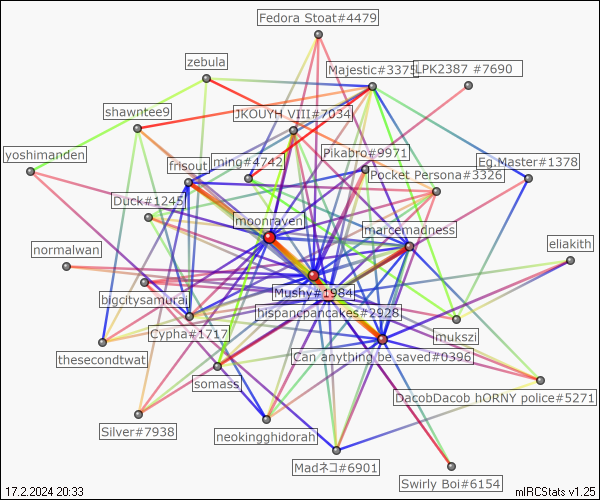 Fedora Stoat#4479
zebula
Majestic#3375
LPK2387 #7690
shawntee9
JKOUYH VIII#7034
yoshimanden
frisout
ming#4742
Pikabro#9971
Eg.Master#1378
Pocket Persona#3326
Duck#1245
moonraven
marcemadness
normalwan
eliakith
bigcitysamurai
Mushy#1984
hispancpancakes#2928
Cypha#1717
mukszi
thesecondtwat
Can anything be saved#0396
somass
DacobDacob hORNY police#5271
Silver#7938
neokingghidorah
Madネコ#6901
Swirly Boi#6154
17.2.2024 20:33
mIRCStats v1.25